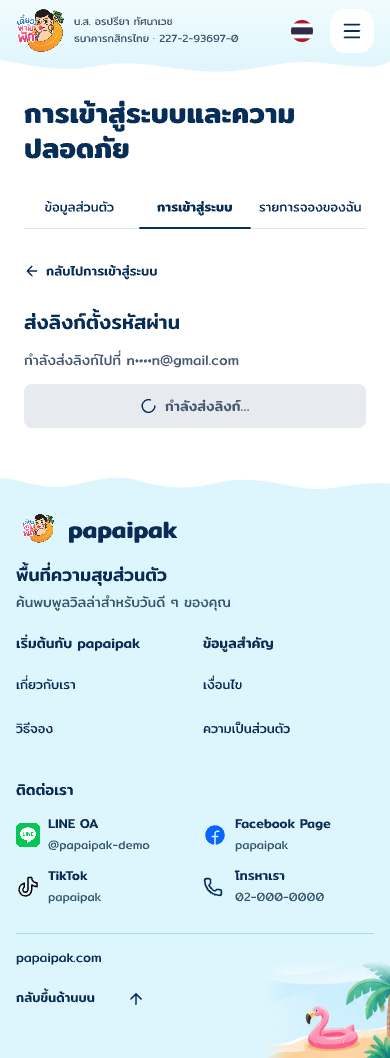 น.ส. อรปรียา ทัศนาเวช
ธนาคารกสิกรไทย · 227-2-93697-0
การเข้าสู่ระบบและความ
ปลอดภัย
ข้อมูลส่วนตัว
การเข้าสู่ระบบ
รายการจองของฉัน
← กลับไปการเข้าสู่ระบบ
ส่งลิงก์ตั้งรหัสผ่าน
กำลังส่งลิงก์ไปที่ n••••n@gmail.com
กำลังส่งลิงก์...
papaipak
พื้นที่ความสุขส่วนตัว
ค้นพบพูลวิลล่าสำหรับวันดี ๆ ของคุณ
เริ่มต้นกับ papaipak
ข้อมูลสำคัญ
เกี่ยวกับเรา
เงื่อนไข
วิธีจอง
ความเป็นส่วนตัว
ติดต่อเรา
LINE OA
@papaipak-demo
Facebook Page
papaipak
TikTok
papaipak
โทรหาเรา
02-000-0000
papaipak.com
กลับขึ้นด้านบน ↑